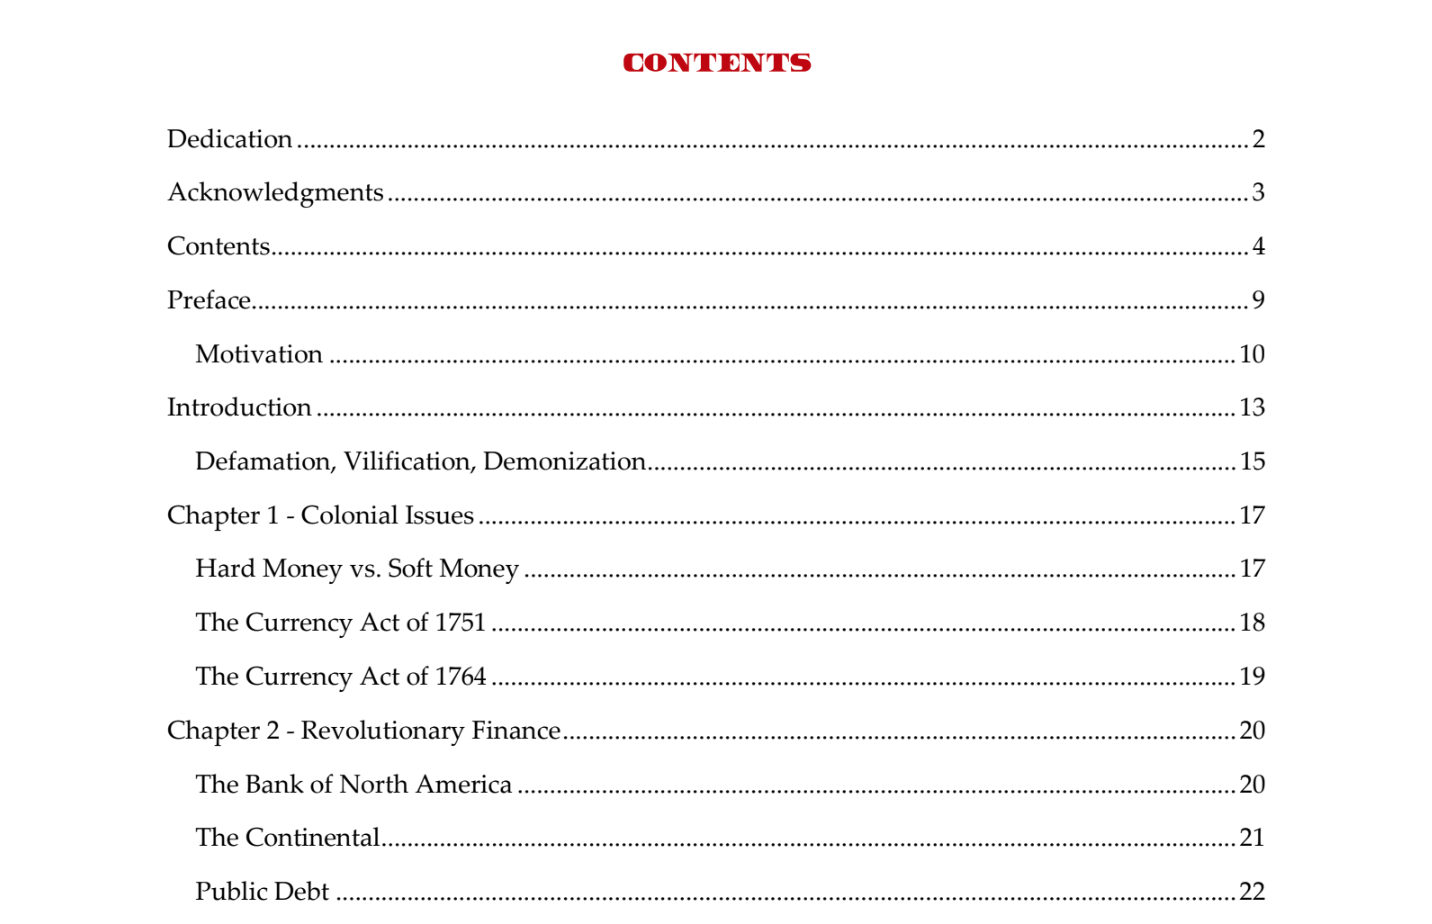 CONTENTS
Dedication ........................................................................................................................................................ 2
Acknowledgments ........................................................................................................................................ 3
Contents............................................................................................................................................................ 4
Preface............................................................................................................................................................... 9
Motivation ................................................................................................................................................ 10
Introduction ................................................................................................................................................... 13
Defamation, Vilification, Demonization............................................................................................. 15
Chapter 1 - Colonial Issues ......................................................................................................................... 17
Hard Money vs. Soft Money .................................................................................................................. 17
The Currency Act of 1751 ....................................................................................................................... 18
The Currency Act of 1764 ....................................................................................................................... 19
Chapter 2 - Revolutionary Finance............................................................................................................ 20
The Bank of North America ................................................................................................................... 20
The Continental......................................................................................................................................... 21
Public Debt ................................................................................................................................................ 22